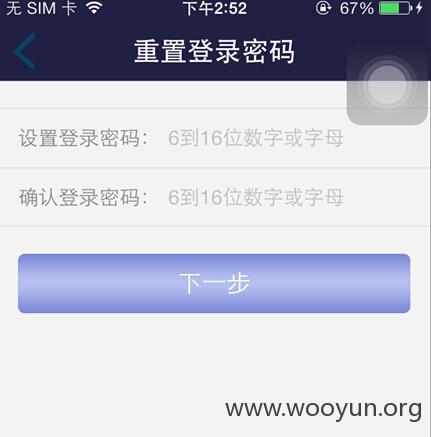 无 SIM 卡 下午2:52 67%
重置登录密码
设置登录密码： 6到16位数字或字母
确认登录密码： 6到16位数字或字母
下一步
www.wooyun.org